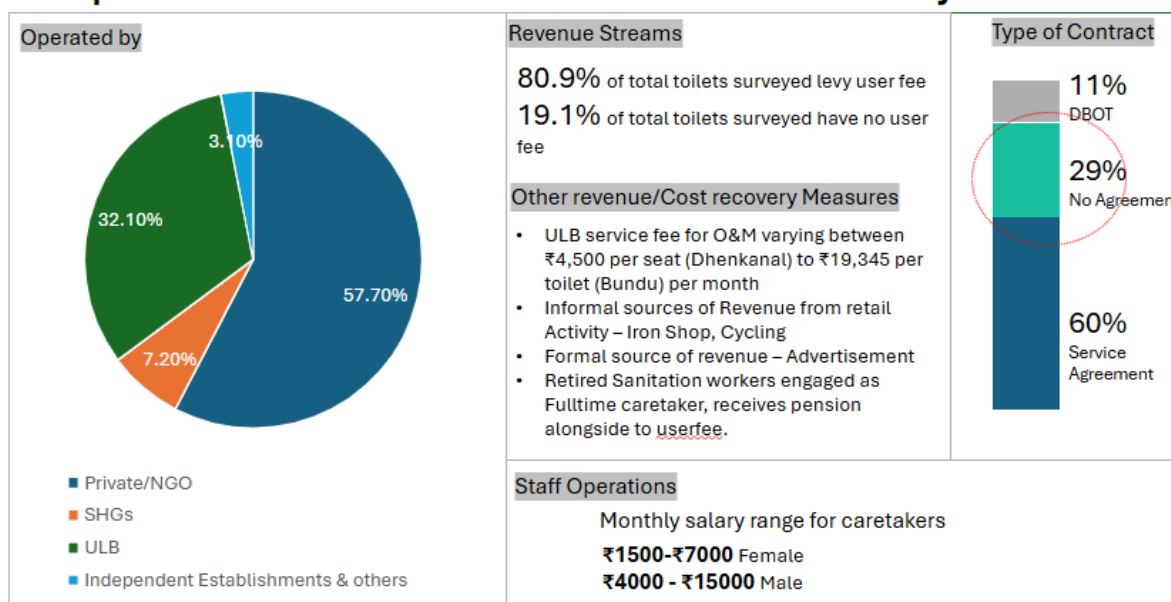 Operated by
3.10%
32.10%
57.70%
7.20%
Private/NGO
SHGs
ULB
Independent Establishments & others
Revenue Streams
80.9% of total toilets surveyed levy user fee
19.1% of total toilets surveyed have no user
fee
Other revenue/Cost recovery Measures
• ULB service fee for O&M varying between
₹4,500 per seat (Dhenkanal) to ₹19,345 per
toilet (Bundu) per month
• Informal sources of Revenue from retail
Activity – Iron Shop, Cycling
• Formal source of revenue – Advertisement
• Retired Sanitation workers engaged as
Fulltime caretaker, receives pension
alongside to userfee.
Type of Contract
11%
DBOT
29%
No Agreemen
60%
Service
Agreement
Staff Operations
Monthly salary range for caretakers
₹1500-₹7000 Female
₹4000 - ₹15000 Male